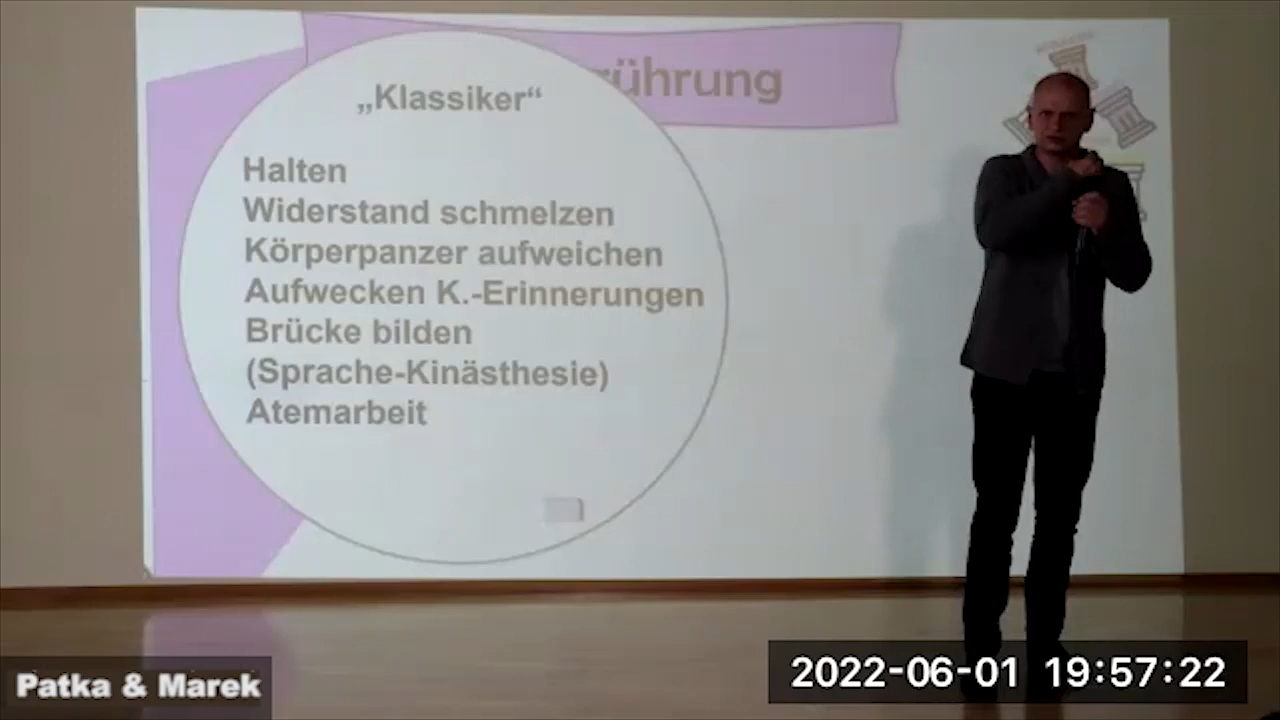 „Klassiker“
rührung
Halten
Widerstand schmelzen
Körperpanzer aufweichen
Aufwecken K.-Erinnerungen
Brücke bilden
(Sprache-Kinästhesie)
Atemarbeit
Patka & Marek
2022-06-01 19:57:22